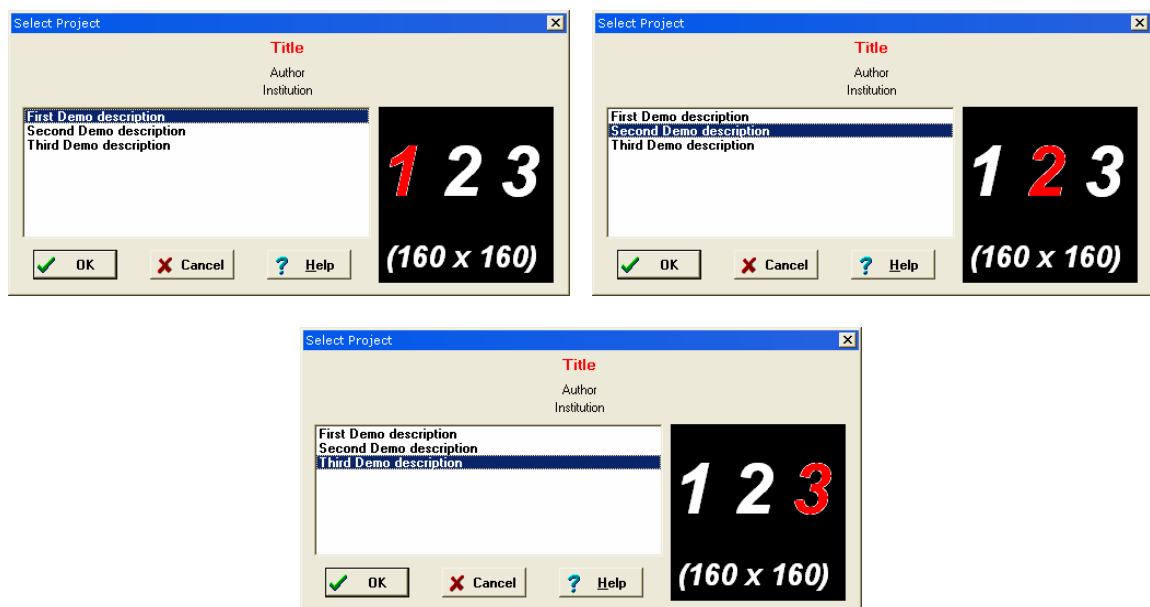 Select Project
Title
Author
Institution
First Demo description
Second Demo description
Third Demo description
1 2 3
(160 x 160)
OK
Cancel
Help
Select Project
Title
Author
Institution
First Demo description
Second Demo description
Third Demo description
1 2 3
(160 x 160)
OK
Cancel
Help
Select Project
Title
Author
Institution
First Demo description
Second Demo description
Third Demo description
1 2 3
(160 x 160)
OK
Cancel
Help